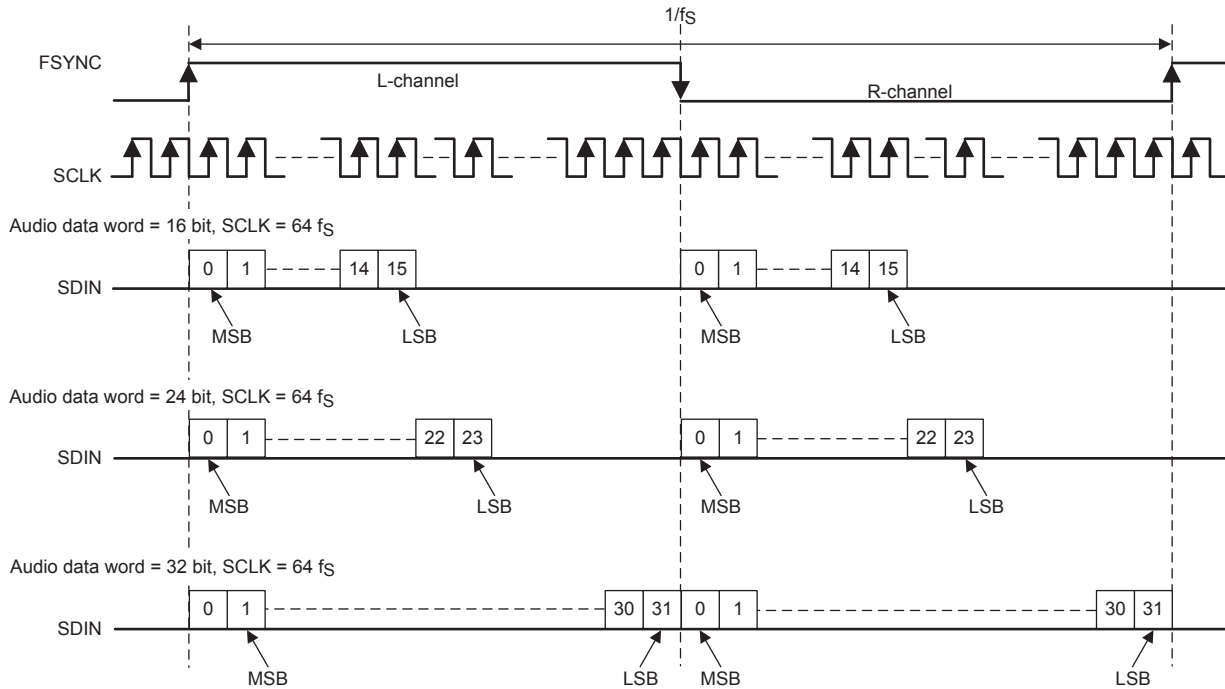 1/fS
FSYNC
L-channel
R-channel
SCLK
Audio data word = 16 bit, SCLK = 64 fS
SDIN
0 1 14 15 0 1 14 15
MSB LSB MSB LSB
Audio data word = 24 bit, SCLK = 64 fS
SDIN
0 1 22 23 0 1 22 23
MSB LSB MSB LSB
Audio data word = 32 bit, SCLK = 64 fS
SDIN
0 1 30 31 0 1 30 31
MSB LSB MSB LSB